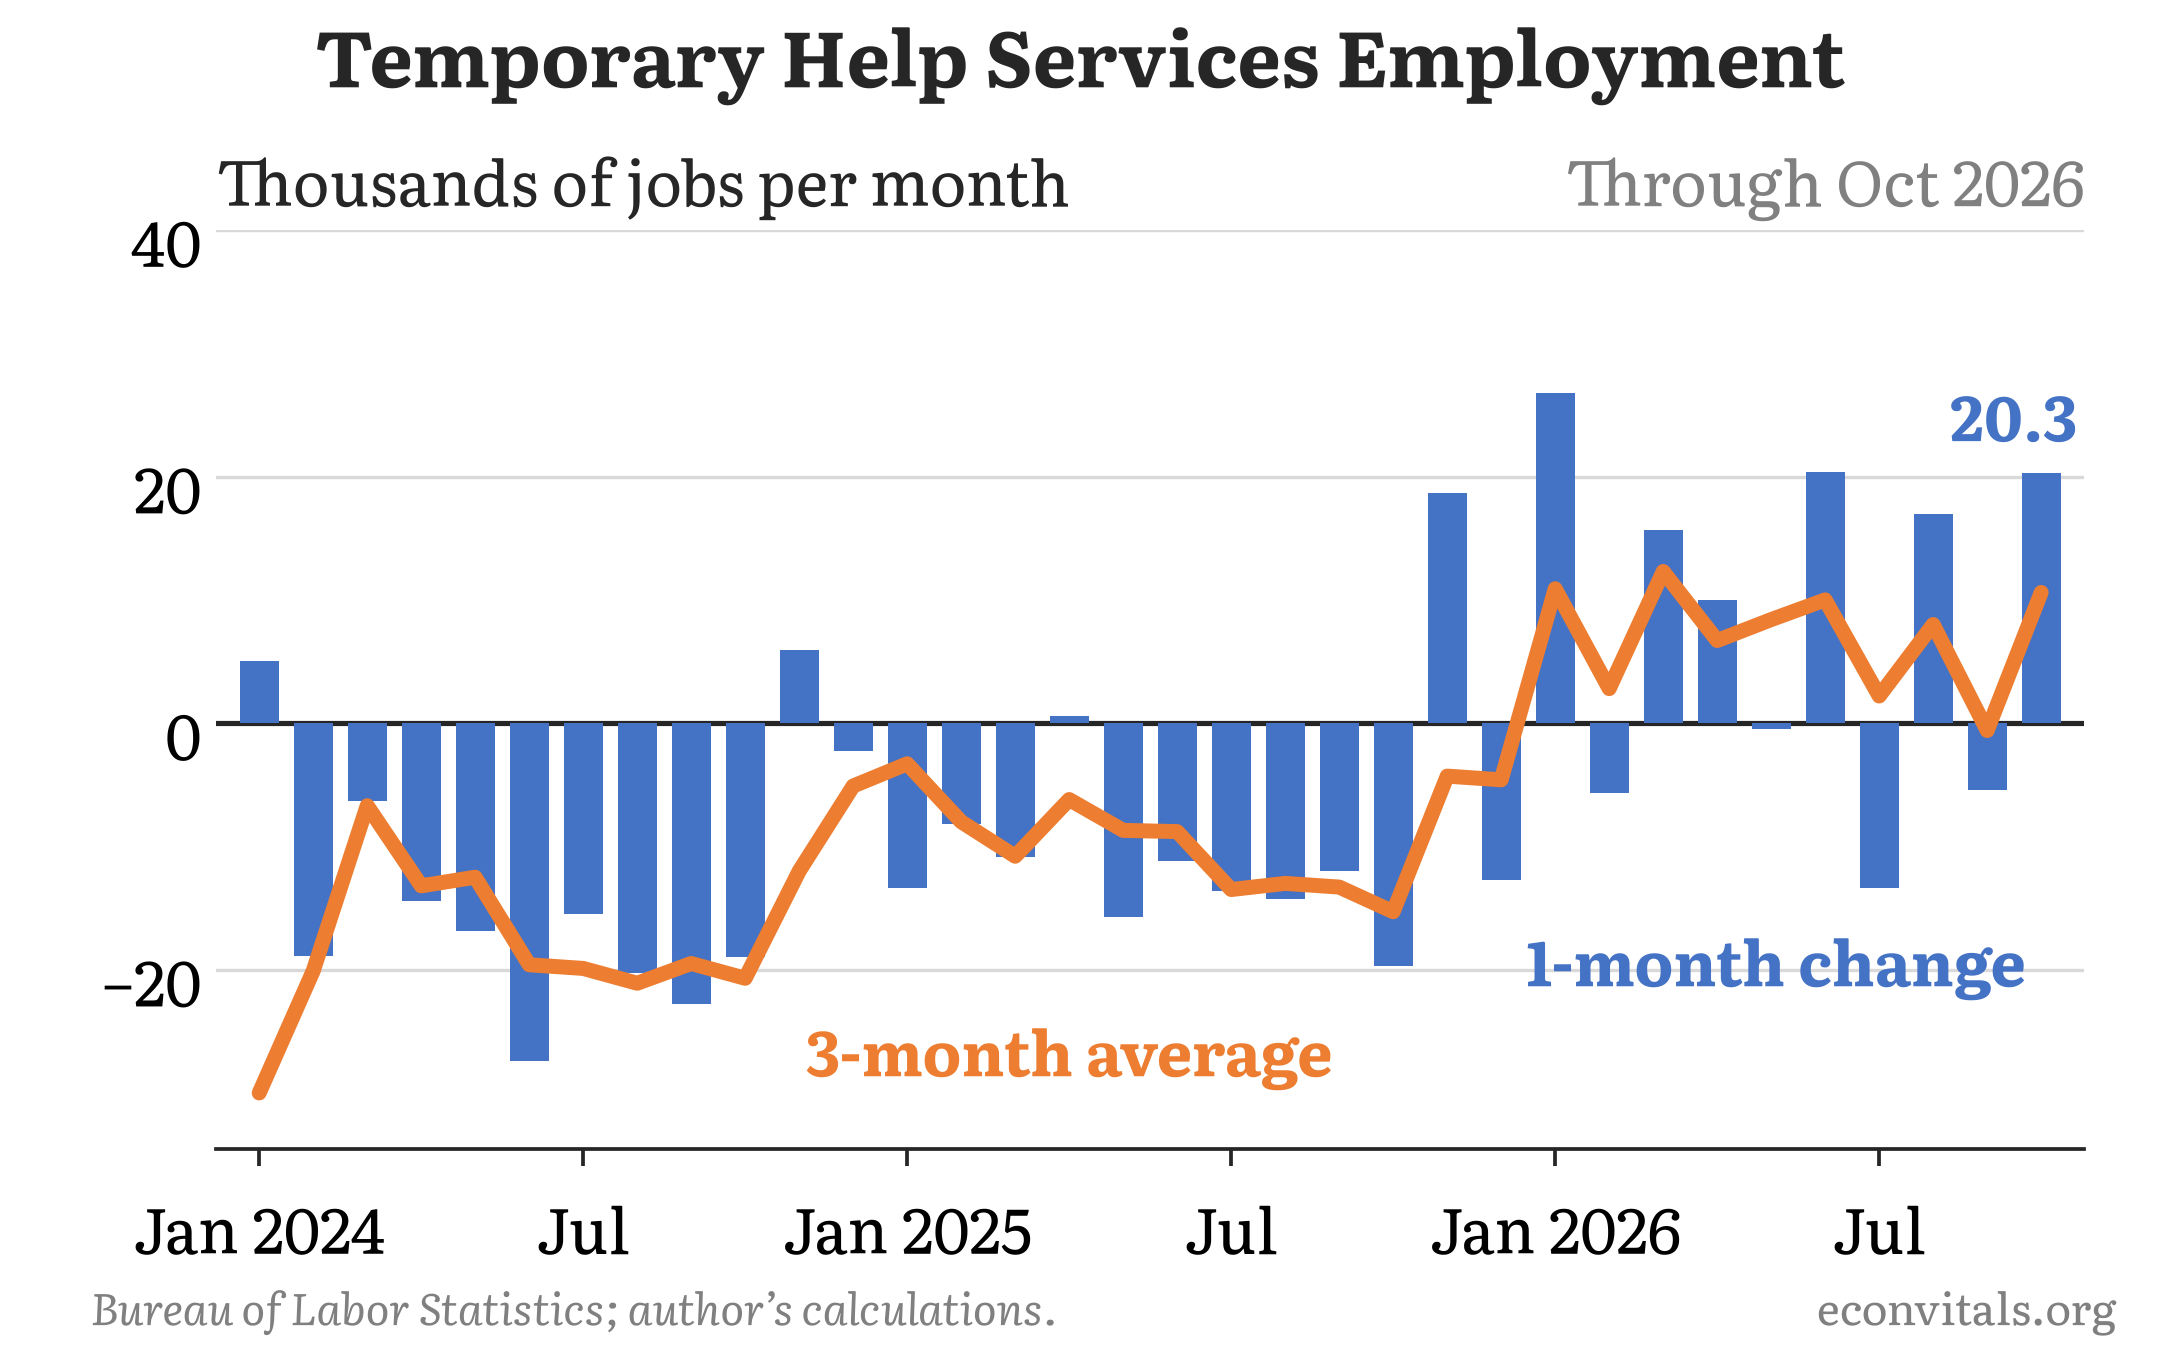 Temporary Help Services Employment
Thousands of jobs per month
Through Oct 2026
40
20
0
−20
20.3
1-month change
3-month average
Jan 2024
Jul
Jan 2025
Jul
Jan 2026
Jul
Bureau of Labor Statistics; author’s calculations.
econvitals.org